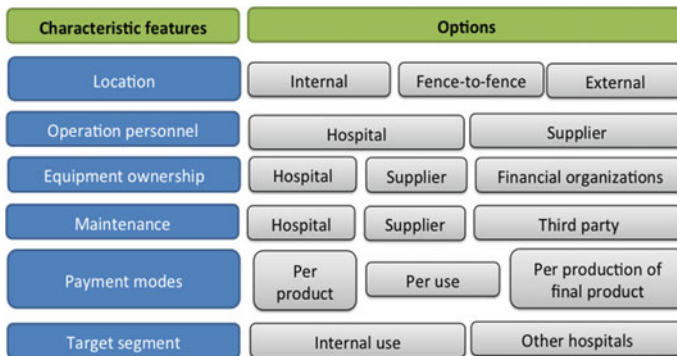 Characteristic features Options
Location Internal Fence-to-fence External
Operation personnel Hospital Supplier
Equipment ownership Hospital Supplier Financial organizations
Maintenance Hospital Supplier Third party
Payment modes Per product Per use Per production of final product
Target segment Internal use Other hospitals